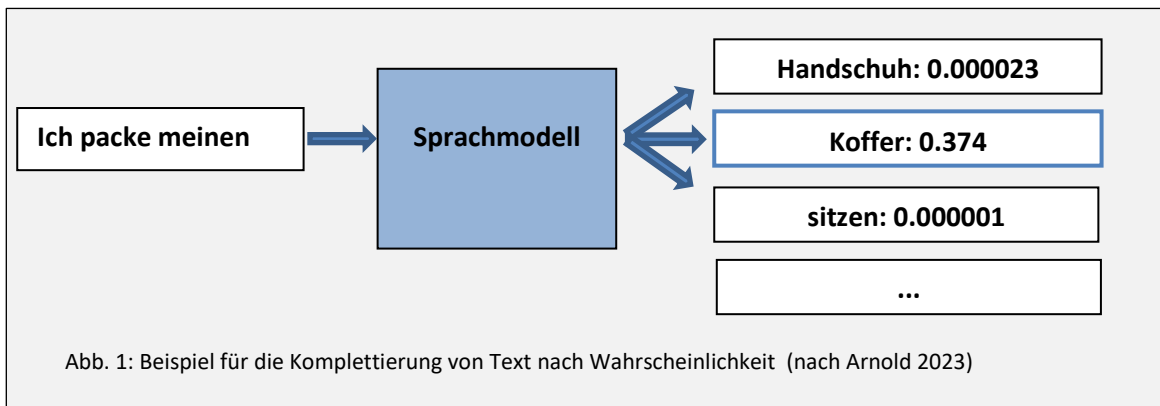 Handschuh: 0.000023
Ich packe meinen
Sprachmodell
Koffer: 0.374
sitzen: 0.000001
...
Abb. 1: Beispiel für die Komplettierung von Text nach Wahrscheinlichkeit (nach Arnold 2023)